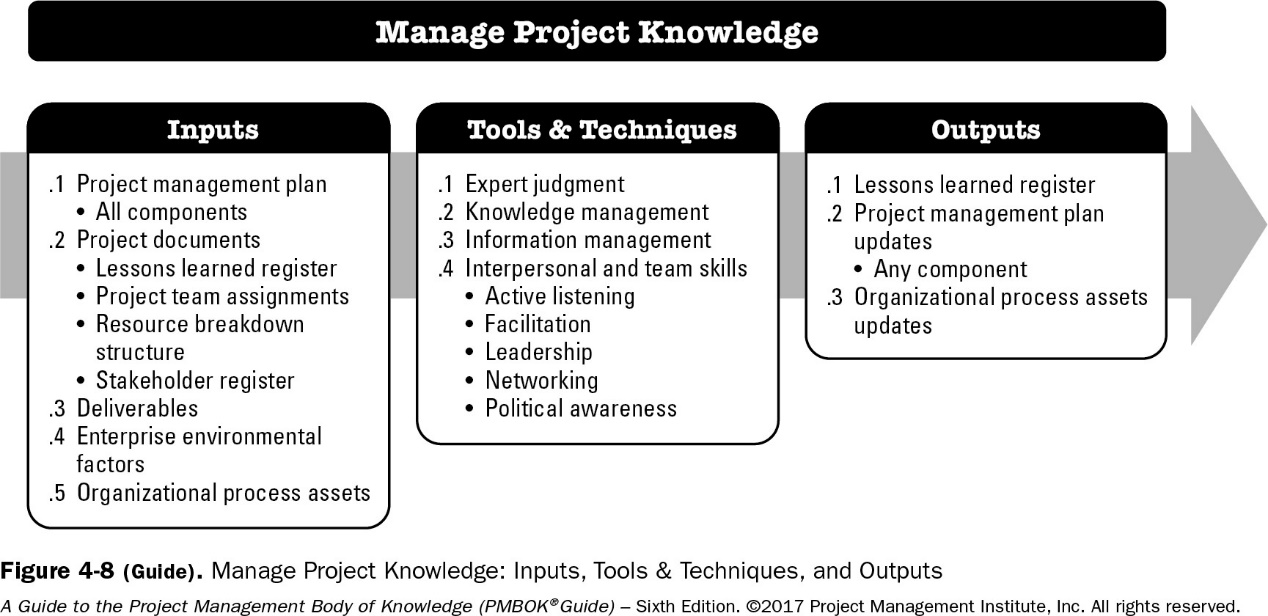 Manage Project Knowledge
Inputs
.1 Project management plan
• All components
.2 Project documents
• Lessons learned register
• Project team assignments
• Resource breakdown
structure
• Stakeholder register
.3 Deliverables
.4 Enterprise environmental
factors
.5 Organizational process assets
Tools & Techniques
.1 Expert judgment
.2 Knowledge management
.3 Information management
.4 Interpersonal and team skills
• Active listening
• Facilitation
• Leadership
• Networking
• Political awareness
Outputs
.1 Lessons learned register
.2 Project management plan
updates
• Any component
.3 Organizational process assets
updates
Figure 4-8 (Guide). Manage Project Knowledge: Inputs, Tools & Techniques, and Outputs
A Guide to the Project Management Body of Knowledge (PMBOK® Guide) – Sixth Edition. ©2017 Project Management Institute, Inc. All rights reserved.